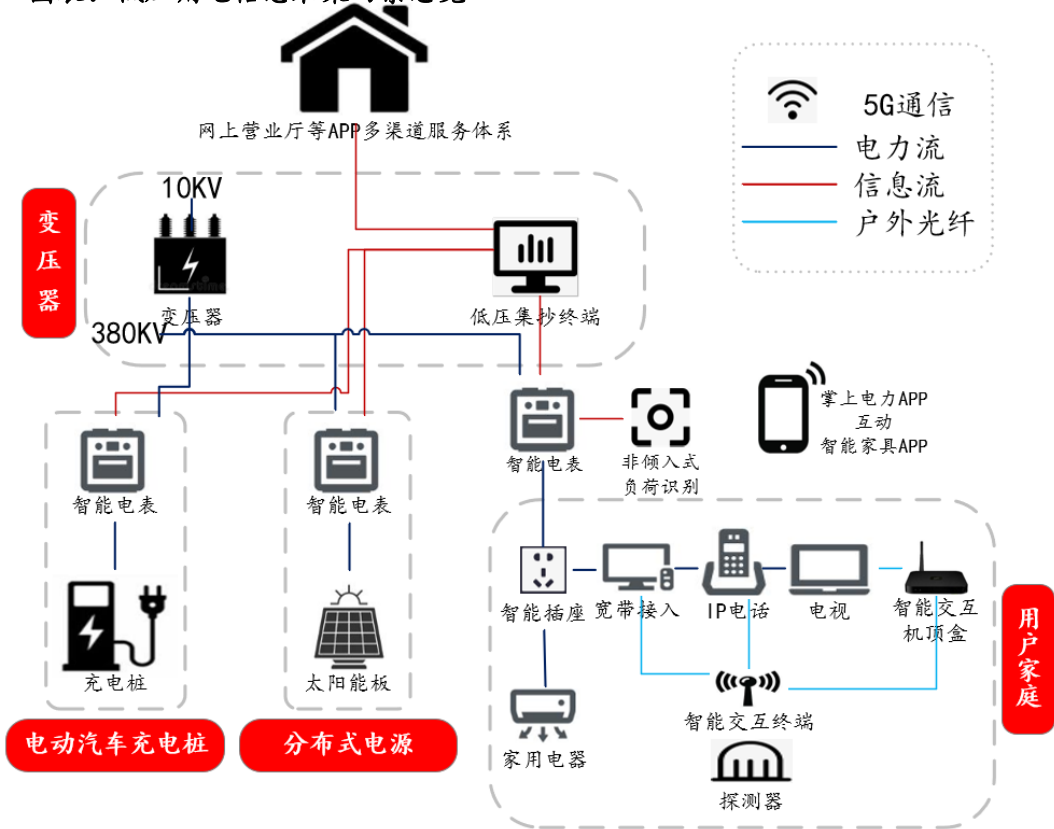 网上营业厅等APP多渠道服务体系
5G通信
电力流
信息流
户外光纤
变压器
10KV
变压器
380KV
低压集抄终端
掌上电力APP
互动
智能家具APP
智能电表
智能电表
智能电表
非倾入式
负荷识别
充电桩
太阳能板
智能插座
宽带接入
IP电话
电视
智能交互
机顶盒
智能交互终端
家用电器
探测器
用户家庭
电动汽车充电桩
分布式电源